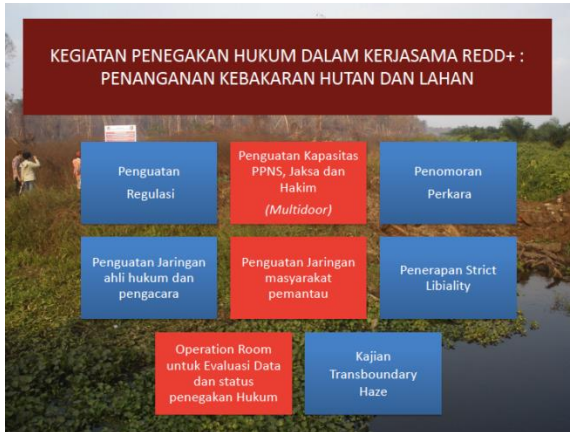 KEGIATAN PENEGAKAN HUKUM DALAM KERJASAMA REDD+ :
PENANGANAN KEBAKARAN HUTAN DAN LAHAN
Penguatan
Regulasi
Penguatan Kapasitas
PPNS, Jaksa dan
Hakim
(Multidoor)
Penomoran
Perkara
Penguatan Jaringan
ahli hukum dan
pengacara
Penguatan Jaringan
masyarakat
pemantau
Penerapan Strict
Libiality
Operation Room
untuk Evaluasi Data
dan status
penegakan Hukum
Kajian
Transboundary
Haze